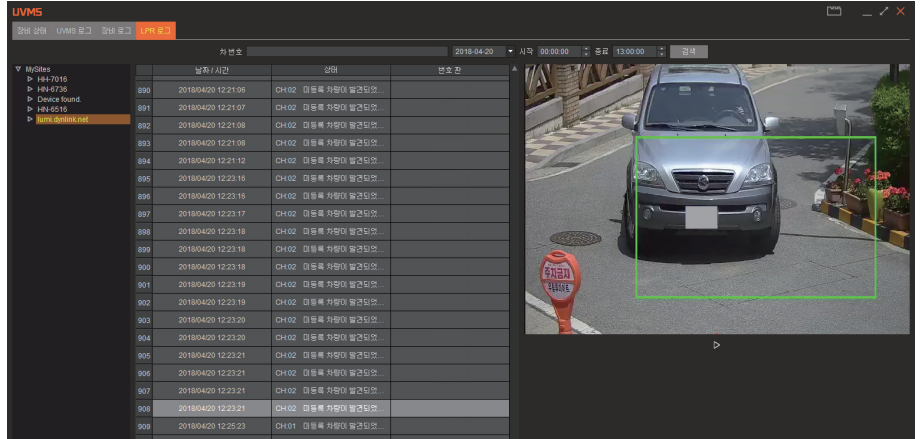 UVMS
장비 상태 UVMS 로그 장비 로그 LPR 로그
차 번호 2018-04-20 시작 00:00:00 종료 13:00:00 검색
MySites
HH-7016
HN-6736
Device found.
HN-6516
lumi.dynlink.net
날짜 / 시간 상태 번호 판
890 2018/04/20 12:21:06 CH:02 미등록 차량이 발견되었...
891 2018/04/20 12:21:07 CH:02 미등록 차량이 발견되었...
892 2018/04/20 12:21:08 CH:02 미등록 차량이 발견되었...
893 2018/04/20 12:21:08 CH:02 미등록 차량이 발견되었...
894 2018/04/20 12:21:12 CH:02 미등록 차량이 발견되었...
895 2018/04/20 12:23:16 CH:02 미등록 차량이 발견되었...
896 2018/04/20 12:23:16 CH:02 미등록 차량이 발견되었...
897 2018/04/20 12:23:17 CH:02 미등록 차량이 발견되었...
898 2018/04/20 12:23:18 CH:02 미등록 차량이 발견되었...
899 2018/04/20 12:23:18 CH:02 미등록 차량이 발견되었...
900 2018/04/20 12:23:18 CH:02 미등록 차량이 발견되었...
901 2018/04/20 12:23:19 CH:02 미등록 차량이 발견되었...
902 2018/04/20 12:23:19 CH:02 미등록 차량이 발견되었...
903 2018/04/20 12:23:20 CH:02 미등록 차량이 발견되었...
904 2018/04/20 12:23:20 CH:02 미등록 차량이 발견되었...
905 2018/04/20 12:23:21 CH:02 미등록 차량이 발견되었...
906 2018/04/20 12:23:21 CH:02 미등록 차량이 발견되었...
907 2018/04/20 12:23:21 CH:02 미등록 차량이 발견되었...
908 2018/04/20 12:23:21 CH:02 미등록 차량이 발견되었...
909 2018/04/20 12:25:23 CH:01 미등록 차량이 발견되었...
주차금지